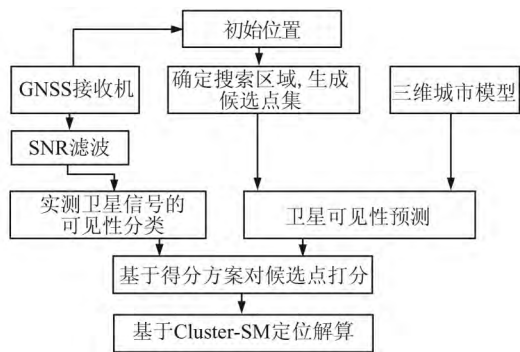 初始位置
GNSS接收机
确定搜索区域,生成
候选点集
三维城市模型
SNR滤波
实测卫星信号的
可见性分类
卫星可见性预测
基于得分方案对候选点打分
基于Cluster-SM定位解算